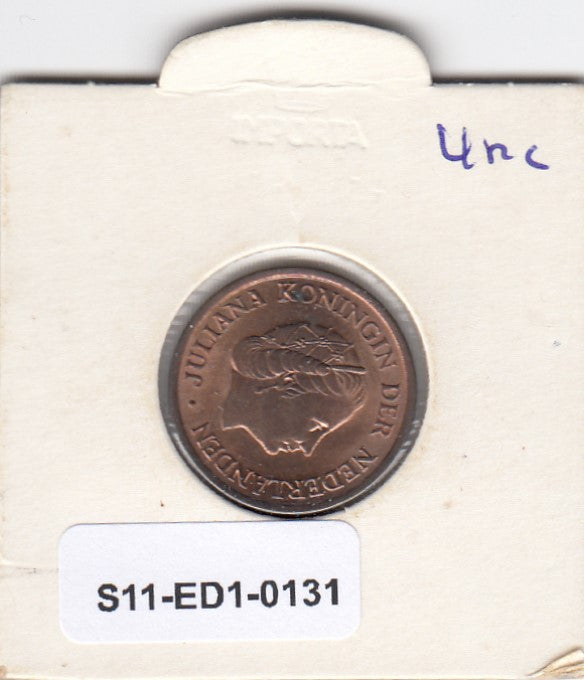 unc
JULIANA KONINGIN DER NEDERLANDEN ·
S11-ED1-0131